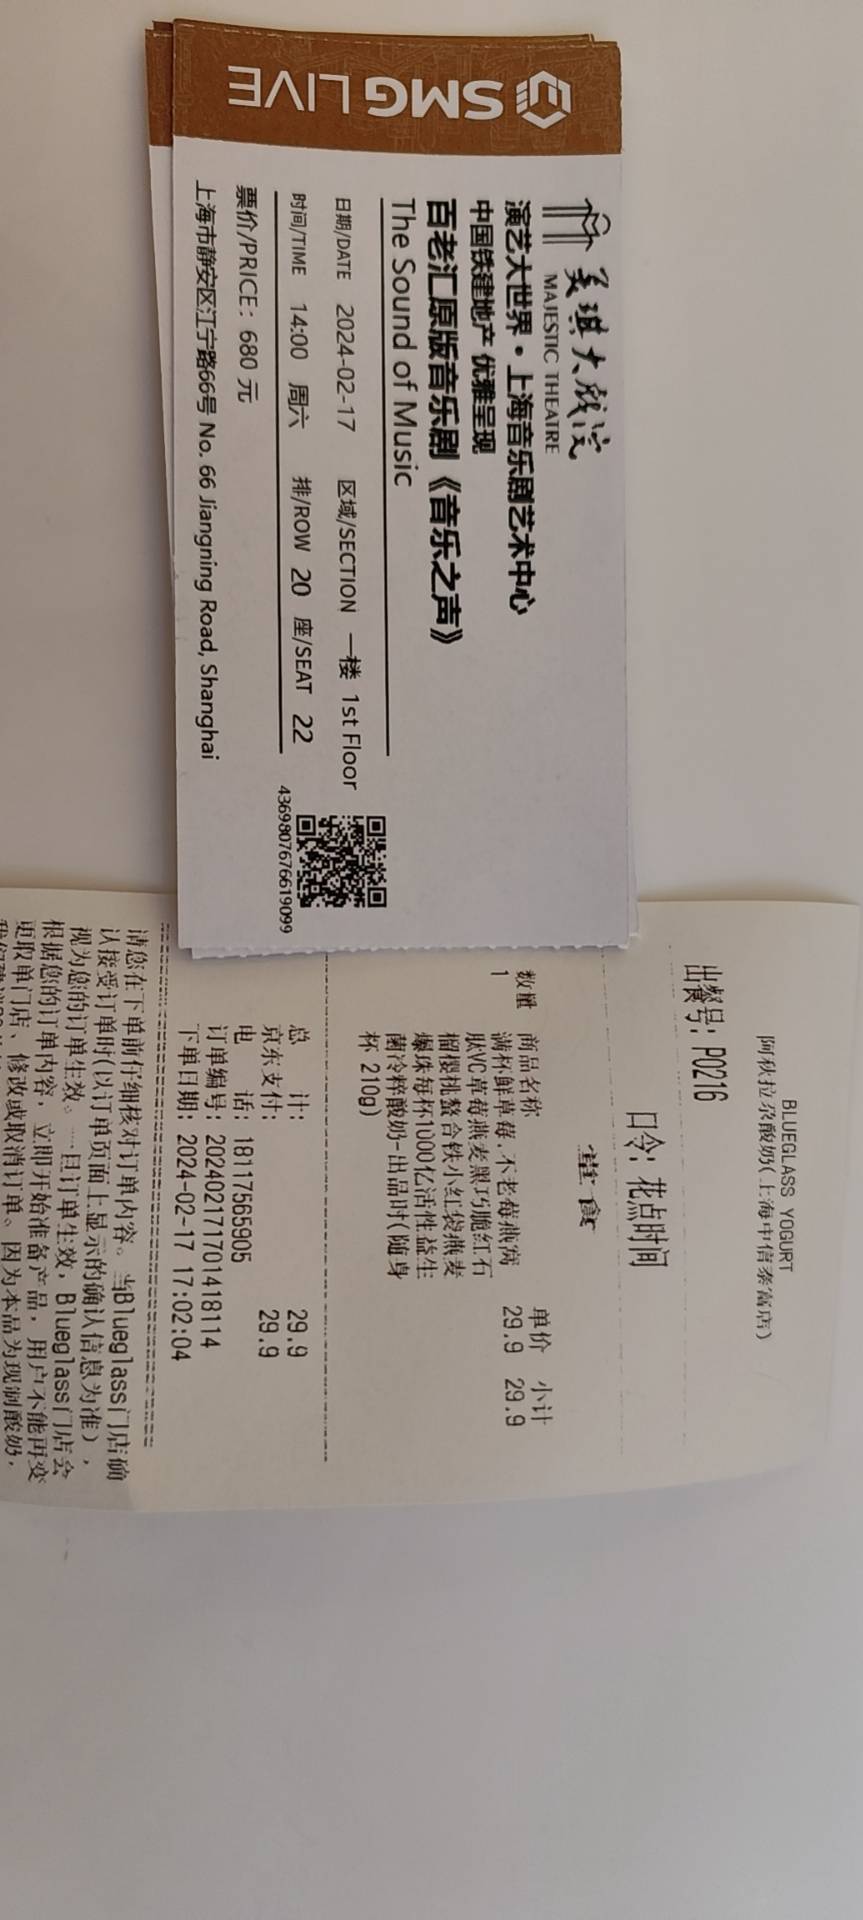 SMG LIVE
美琪大戏院
MAJESTIC THEATRE
演艺大世界·上海音乐剧艺术中心
中国铁建地产 优雅呈现
百老汇原版音乐剧《音乐之声》
The Sound of Music
日期/DATE 2024-02-17 区域/SECTION 一楼 1st Floor
时间/TIME 14:00 周六 排/ROW 20 座/SEAT 22
票价/PRICE: 680 元
上海市静安区江宁路66号 No. 66 Jiangning Road, Shanghai
4369807676619099
BLUEGLASS YOGURT
阿秋拉尕酸奶(上海中信泰富店)
出餐号: P0216
口令: 花点时间
堂食
数量 商品名称 单价 小计
1 满杯鲜草莓.不老莓燕窝 29.9 29.9
肽VC草莓燕麦黑巧脆红石
榴樱桃螯合铁小红袋燕麦
爆珠每杯1000亿活性益生
菌冷粹酸奶-出品时(随身
杯 210g)
总计: 29.9
京东支付: 29.9
电话: 18117565905
订单编号: 202402171701418114
下单日期: 2024-02-17 17:02:04
请您在下单前仔细核对订单内容。当Blueglass门店确
认接受订单时(以订单页面上显示的确认信息为准),
视为您的订单生效。一旦订单生效, Blueglass门店会
根据您的订单内容, 立即开始准备产品, 用户不能再变
更取单门店、修改或取消订单。因为本品为现制酸奶,